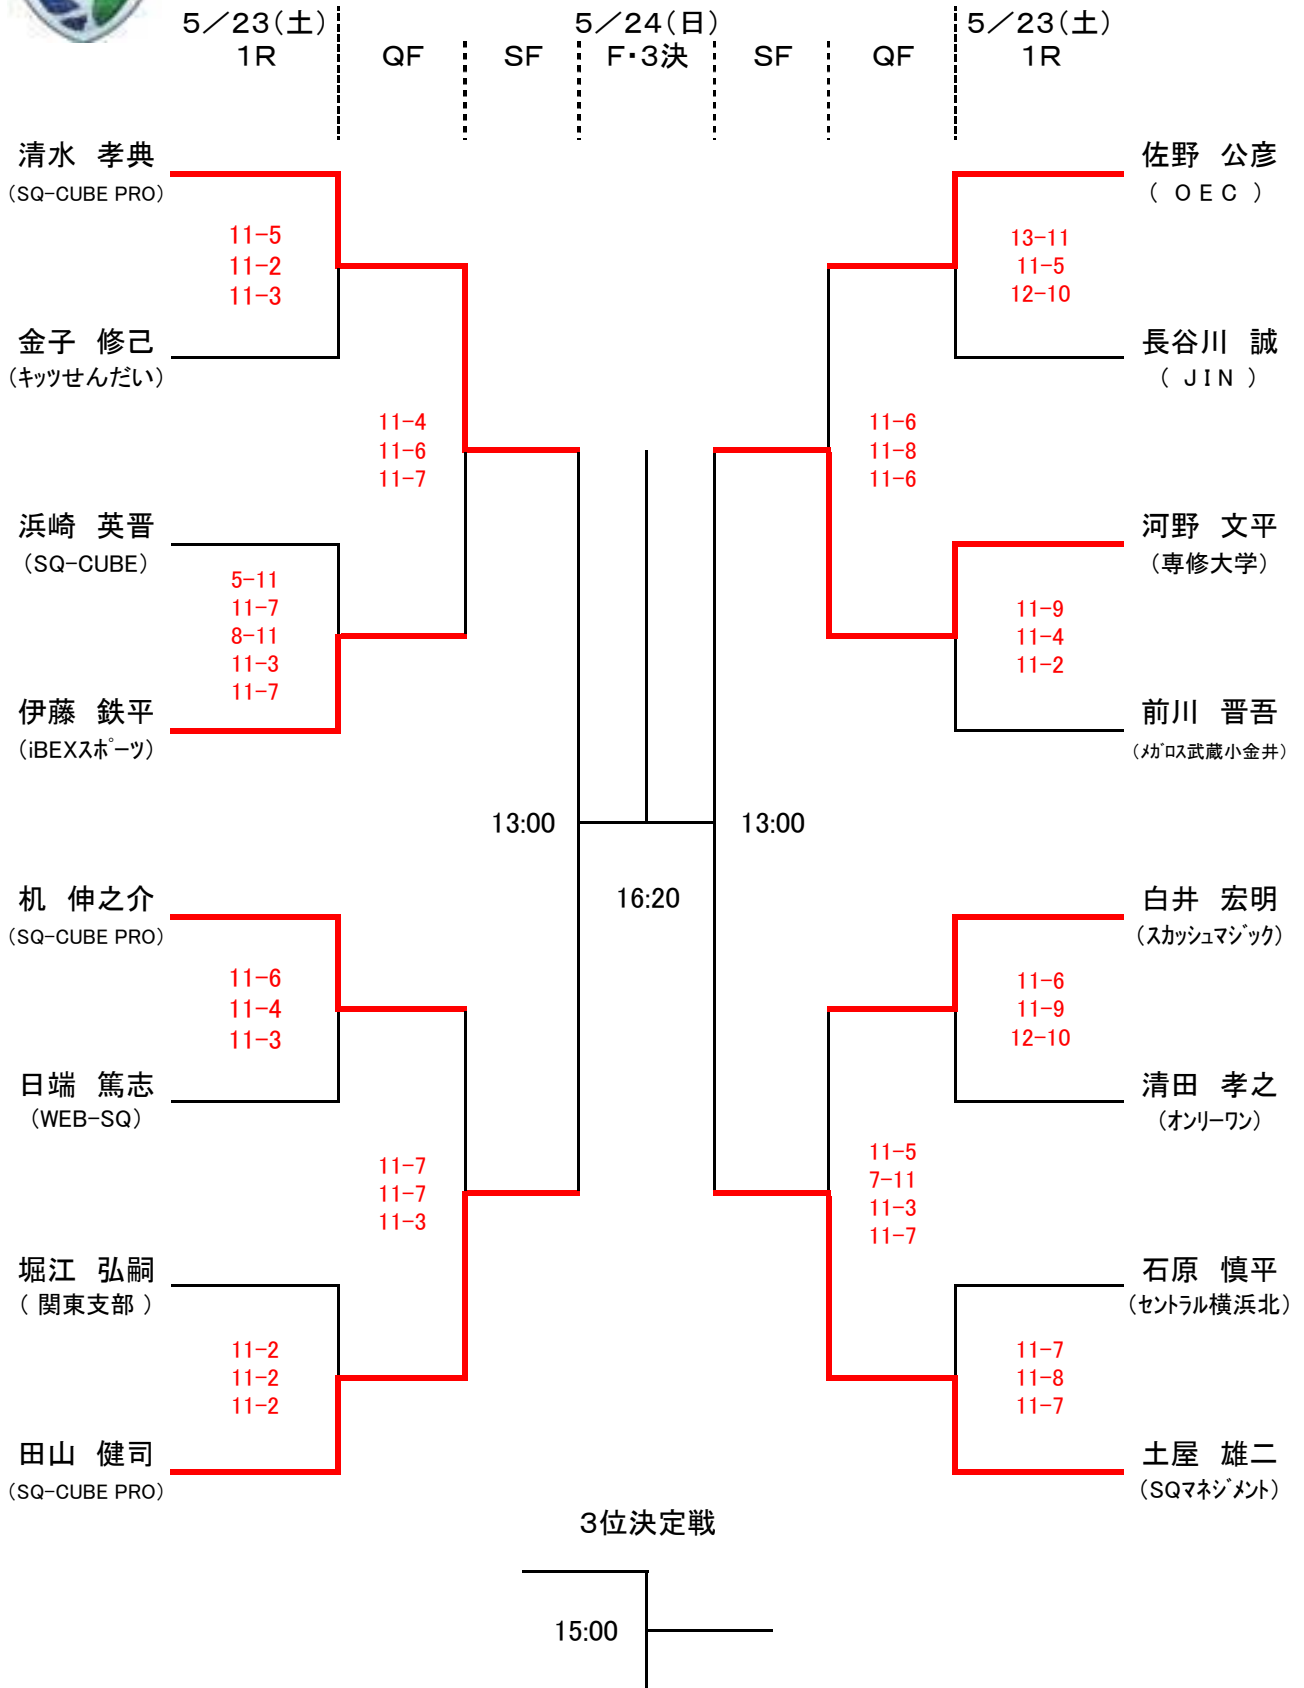 5／23(土)
5／24(日)
5／23(土)
1R
QF
SF
F・3決
SF
QF
1R
清水　孝典
(SQ-CUBE PRO)
11-5
11-2
11-3
金子　修己
(キッツせんだい)
11-4
11-6
11-7
浜崎　英晋
(SQ-CUBE)
5-11
11-7
8-11
11-3
11-7
伊藤　鉄平
(iBEXｽﾎﾟｰﾂ)
13:00
机　伸之介
(SQ-CUBE PRO)
11-6
11-4
11-3
日端　篤志
(WEB-SQ)
11-7
11-7
11-3
堀江　弘嗣
( 関東支部 )
11-2
11-2
11-2
田山　健司
(SQ-CUBE PRO)
16:20
佐野　公彦
( ＯＥＣ )
13-11
11-5
12-10
長谷川　誠
( ＪＩＮ )
11-6
11-8
11-6
河野　文平
(専修大学)
11-9
11-4
11-2
前川　晋吾
(ﾒｶﾞﾛｽ武蔵小金井)
13:00
白井　宏明
(ｽカッシュﾏｼﾞック)
11-6
11-9
12-10
清田　孝之
(オンリーワン)
11-5
7-11
11-3
11-7
石原　慎平
(セントラル横浜北)
11-7
11-8
11-7
土屋　雄二
(SQﾏﾈｼﾞﾒﾝﾄ)
3位決定戦
15:00